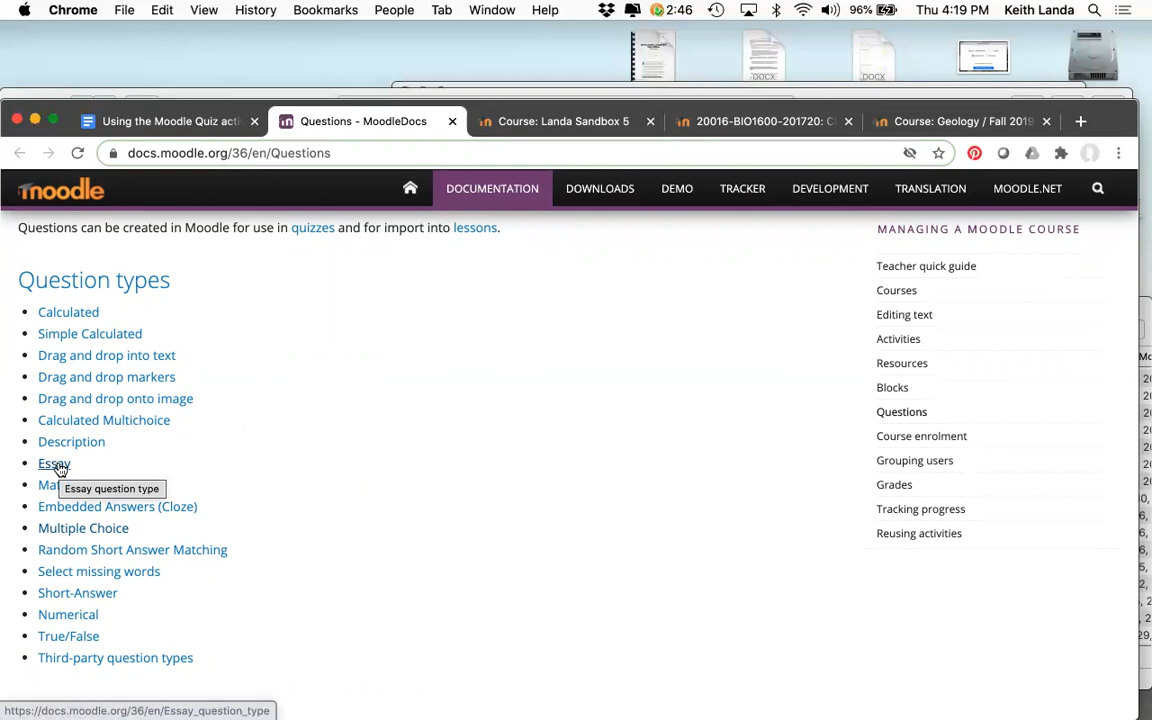 Chrome File Edit View History Bookmarks People Tab Window Help 2:46 96% Thu 4:19 PM Keith Landa
DOCX
DOCX
Using the Moodle Quiz acti
Questions - MoodleDocs
Course: Landa Sandbox 5
20016-BIO1600-201720: C
Course: Geology / Fall 2019
docs.moodle.org/36/en/Questions
moodle DOCUMENTATION DOWNLOADS DEMO TRACKER DEVELOPMENT TRANSLATION MOODLE.NET
Questions can be created in Moodle for use in quizzes and for import into lessons.
Question types
Calculated
Simple Calculated
Drag and drop into text
Drag and drop markers
Drag and drop onto image
Calculated Multichoice
Description
Essay
Mat
Essay question type
Embedded Answers (Cloze)
Multiple Choice
Random Short Answer Matching
Select missing words
Short-Answer
Numerical
True/False
Third-party question types
MANAGING A MOODLE COURSE
Teacher quick guide
Courses
Editing text
Activities
Resources
Blocks
Questions
Course enrolment
Grouping users
Grades
Tracking progress
Reusing activities
https://docs.moodle.org/36/en/Essay_question_type